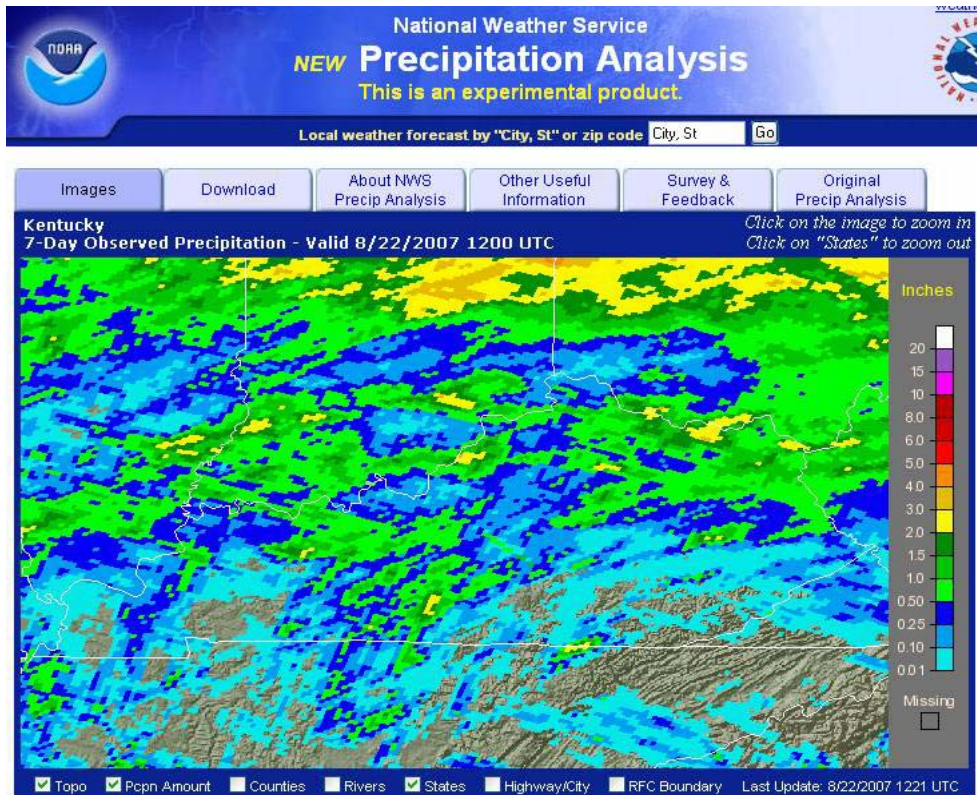 weathe
NOAA
National Weather Service
NEW Precipitation Analysis
This is an experimental product.
Local weather forecast by "City, St" or zip code City, St Go
Images
Download
About NWS
Precip Analysis
Other Useful
Information
Survey &
Feedback
Original
Precip Analysis
Kentucky
7-Day Observed Precipitation - Valid 8/22/2007 1200 UTC
Click on the image to zoom in
Click on "States" to zoom out
Inches
20
15
10
8.0
6.0
5.0
4.0
3.0
2.0
1.5
1.0
0.50
0.25
0.10
0.01
Missing
Topo Pcpn Amount Counties Rivers States Highway/City RFC Boundary Last Update: 8/22/2007 1221 UTC